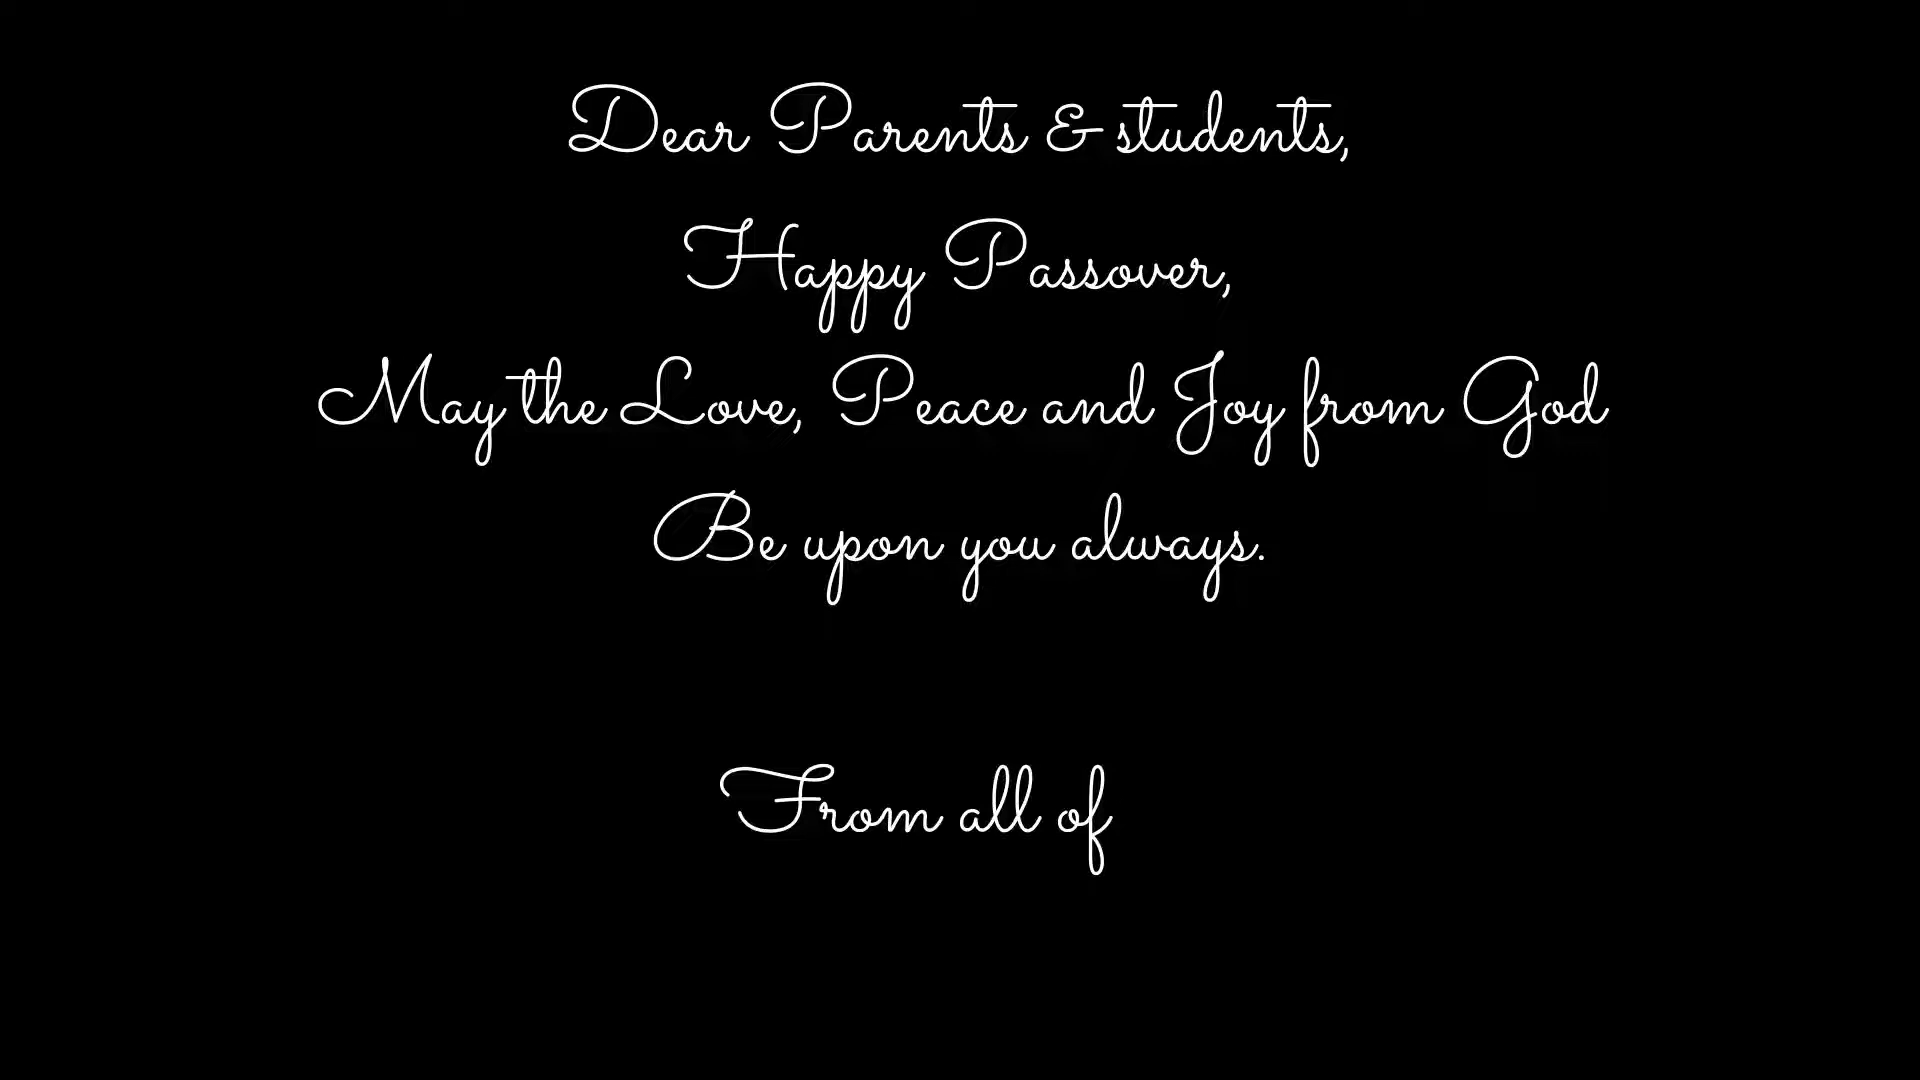 Dear Parents & students,
Happy Passover,
May the Love, Peace and Joy from God
Be upon you always.
From all of